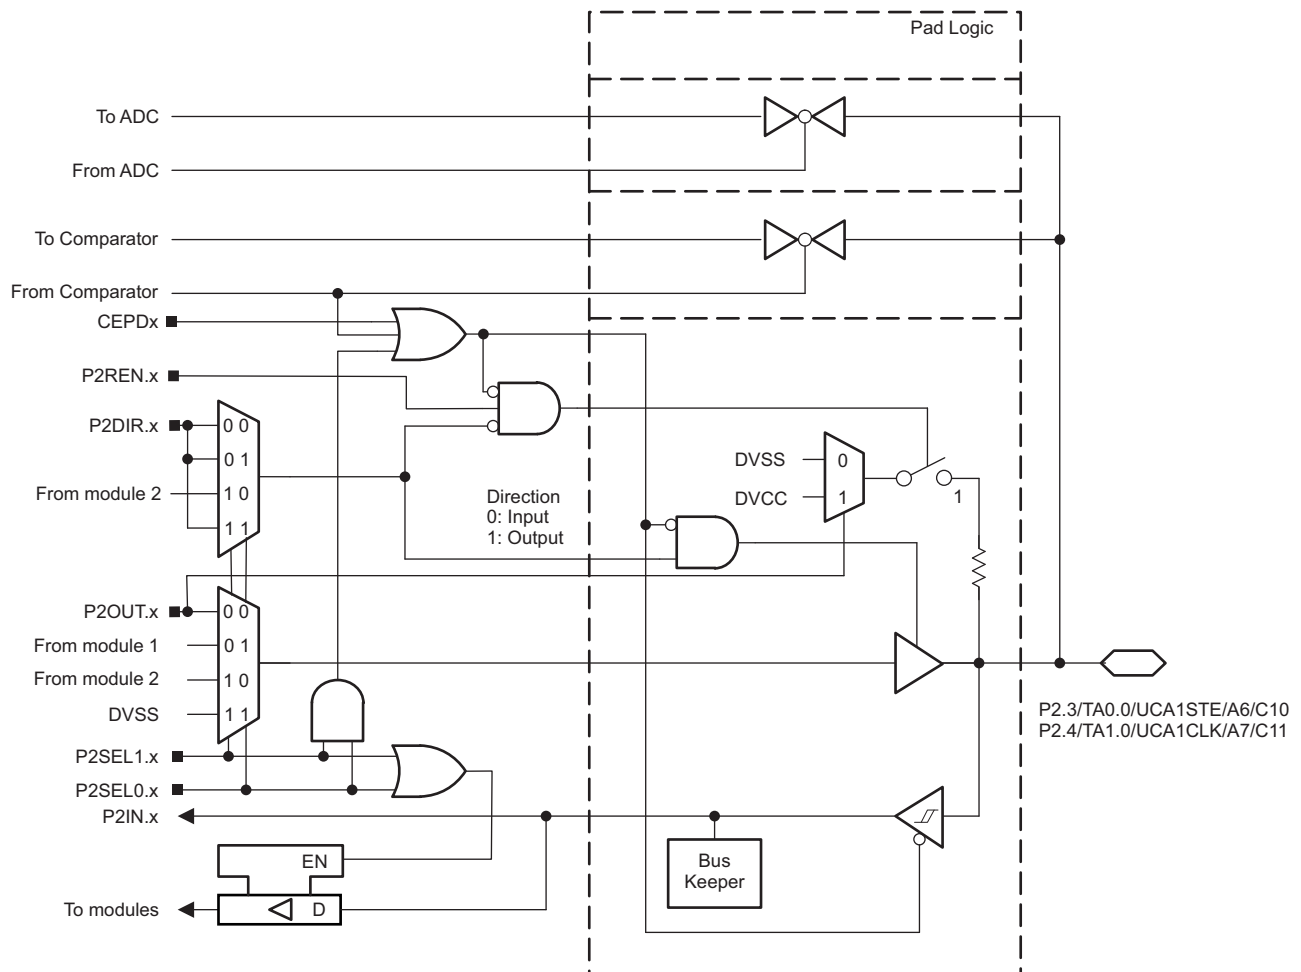 Pad Logic
To ADC
From ADC
To Comparator
From Comparator
CEPDx
P2REN.x
P2DIR.x
0 0
0 1
From module 2
1 0
1 1
Direction
0: Input
1: Output
DVSS
0
DVCC
1
1
P2OUT.x
0 0
From module 1
0 1
From module 2
1 0
DVSS
1 1
P2.3/TA0.0/UCA1STE/A6/C10
P2.4/TA1.0/UCA1CLK/A7/C11
P2SEL1.x
P2SEL0.x
P2IN.x
EN
Bus
Keeper
To modules
D